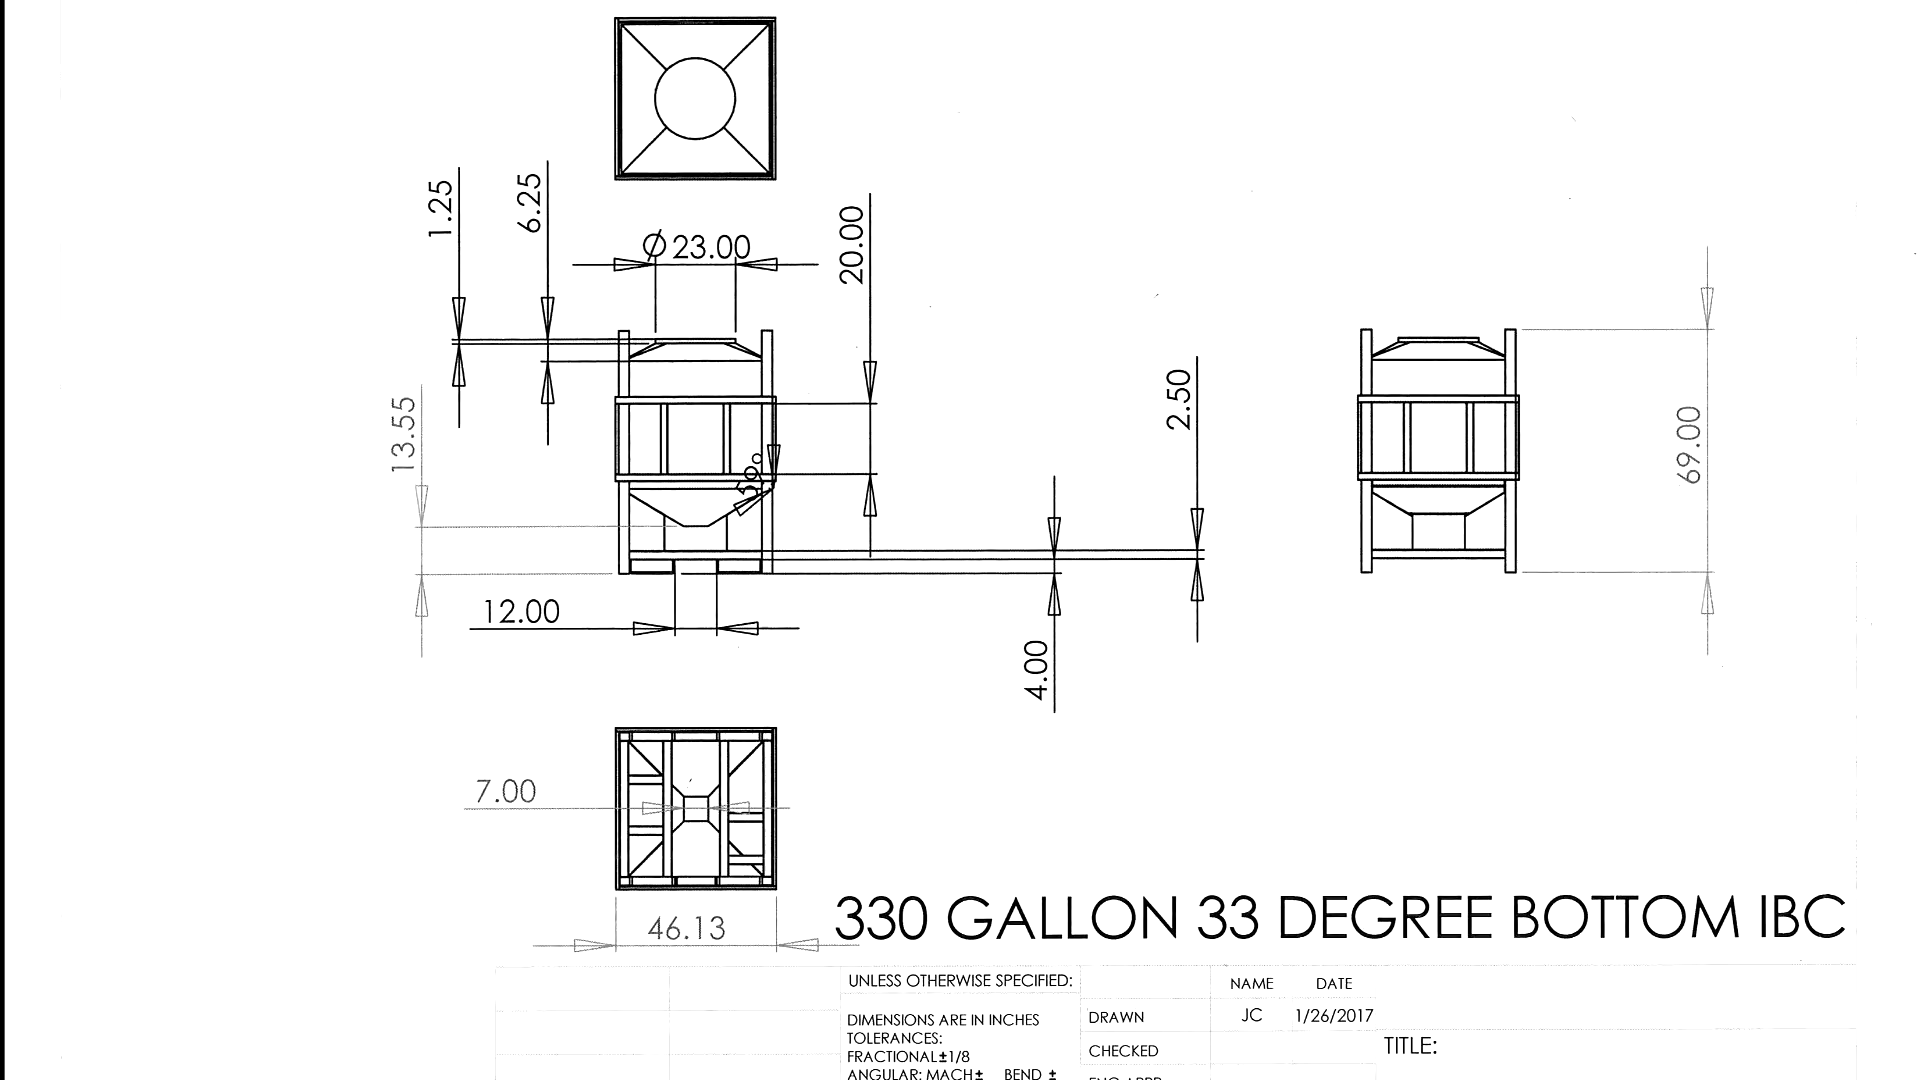 1.25
6.25
Ø 23.00
20.00
13.55
2.50
69.00
12.00
4.00
7.00
46.13
330 GALLON 33 DEGREE BOTTOM IBC
UNLESS OTHERWISE SPECIFIED:
NAME
DATE
DIMENSIONS ARE IN INCHES
DRAWN
JC
1/26/2017
TOLERANCES:
FRACTIONAL±1/8
CHECKED
TITLE:
ANGULAR: MACH± BEND ±